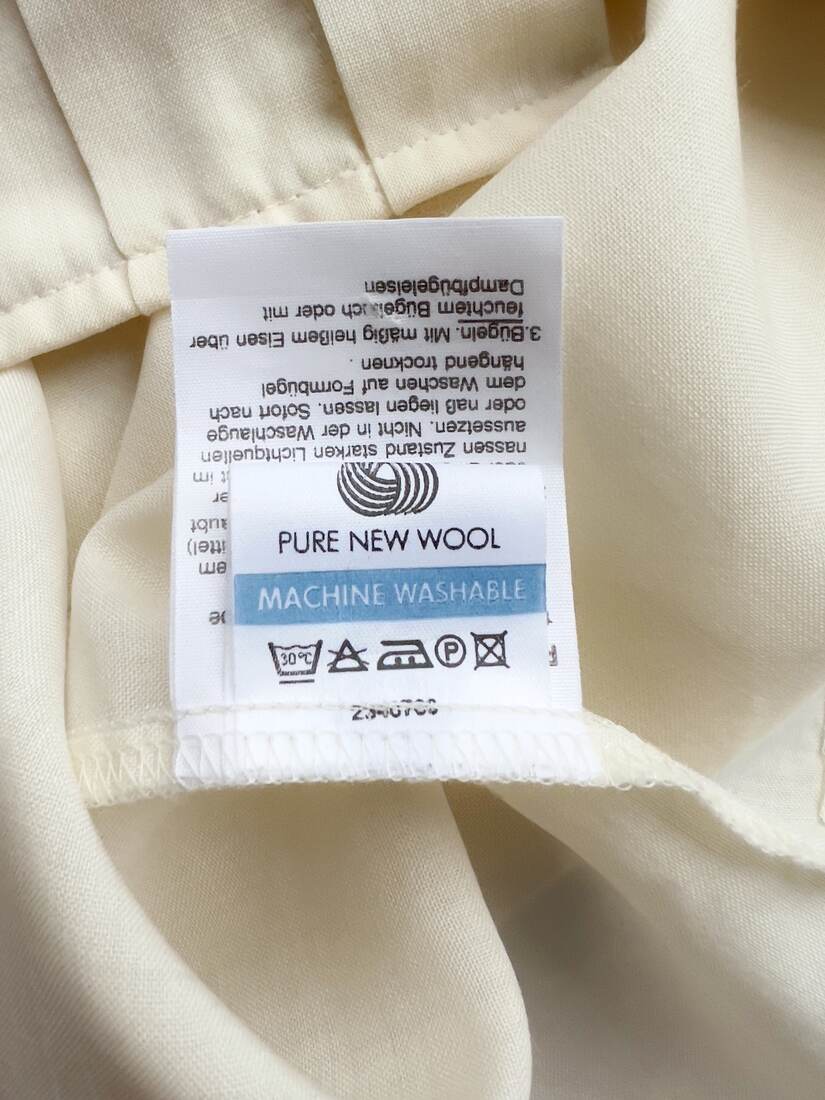 PURE NEW WOOL
MACHINE WASHABLE
30°C
P
im
nassen Zustand starken Lichtquellen
aussetzen. Nicht in der Waschlauge
oder naß liegen lassen. Sofort nach
dem Waschen auf Formbügel
hängend trocknen .
3.Bügeln. Mit mäßig heißem Eisen über
feuchtem Bügeltuch oder mit
Dampfbügeleisen